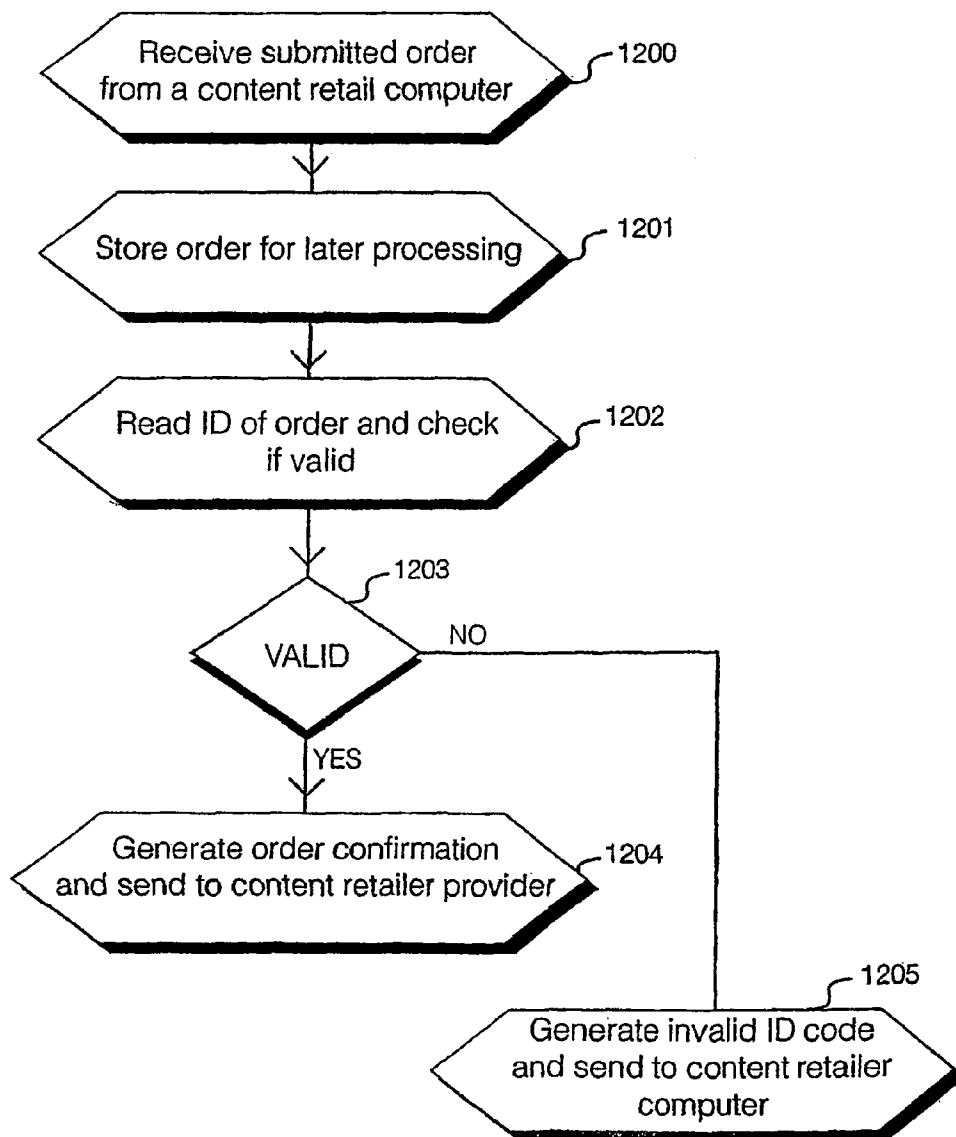 Receive submitted order
from a content retail computer
1200
Store order for later processing
1201
Read ID of order and check
if valid
1202
1203
VALID
NO
YES
Generate order confirmation
and send to content retailer provider
1204
1205
Generate invalid ID code
and send to content retailer
computer